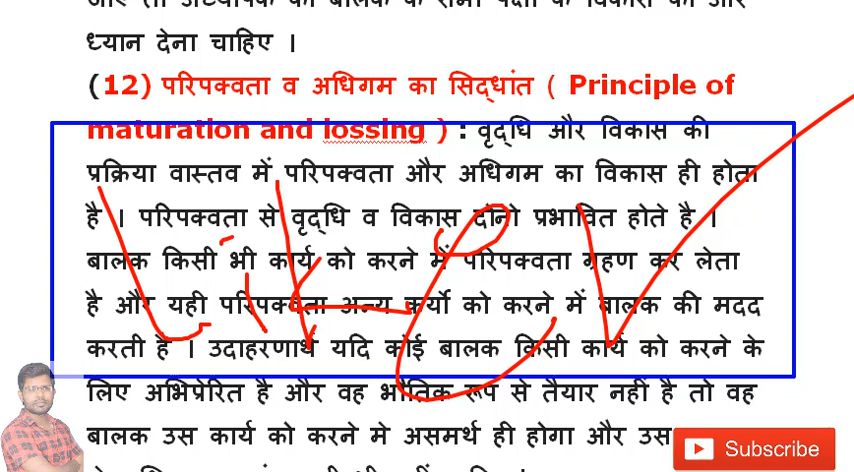 ध्यान देना चाहिए ।
(12) परिपक्वता व अधिगम का सिद्धांत ( Principle of
maturation and lossing ) : वृद्धि और विकास की
प्रक्रिया वास्तव में परिपक्वता और अधिगम का विकास ही होता
है । परिपक्वता से वृद्धि व विकास दोनो प्रभावित होते है ।
बालक किसी भी कार्य को करने में परिपक्वता ग्रहण कर लेता
है और यही परिपक्वता अन्य कर्यो को करने में बालक की मदद
करती है । उदाहरणार्थ यदि कोई बालक किसी कार्य को करने के
लिए अभिप्रेरित है और वह भौतिक रूप से तैयार नहीं है तो वह
बालक उस कार्य को करने मे असमर्थ ही होगा और उस
Like
Subscribe